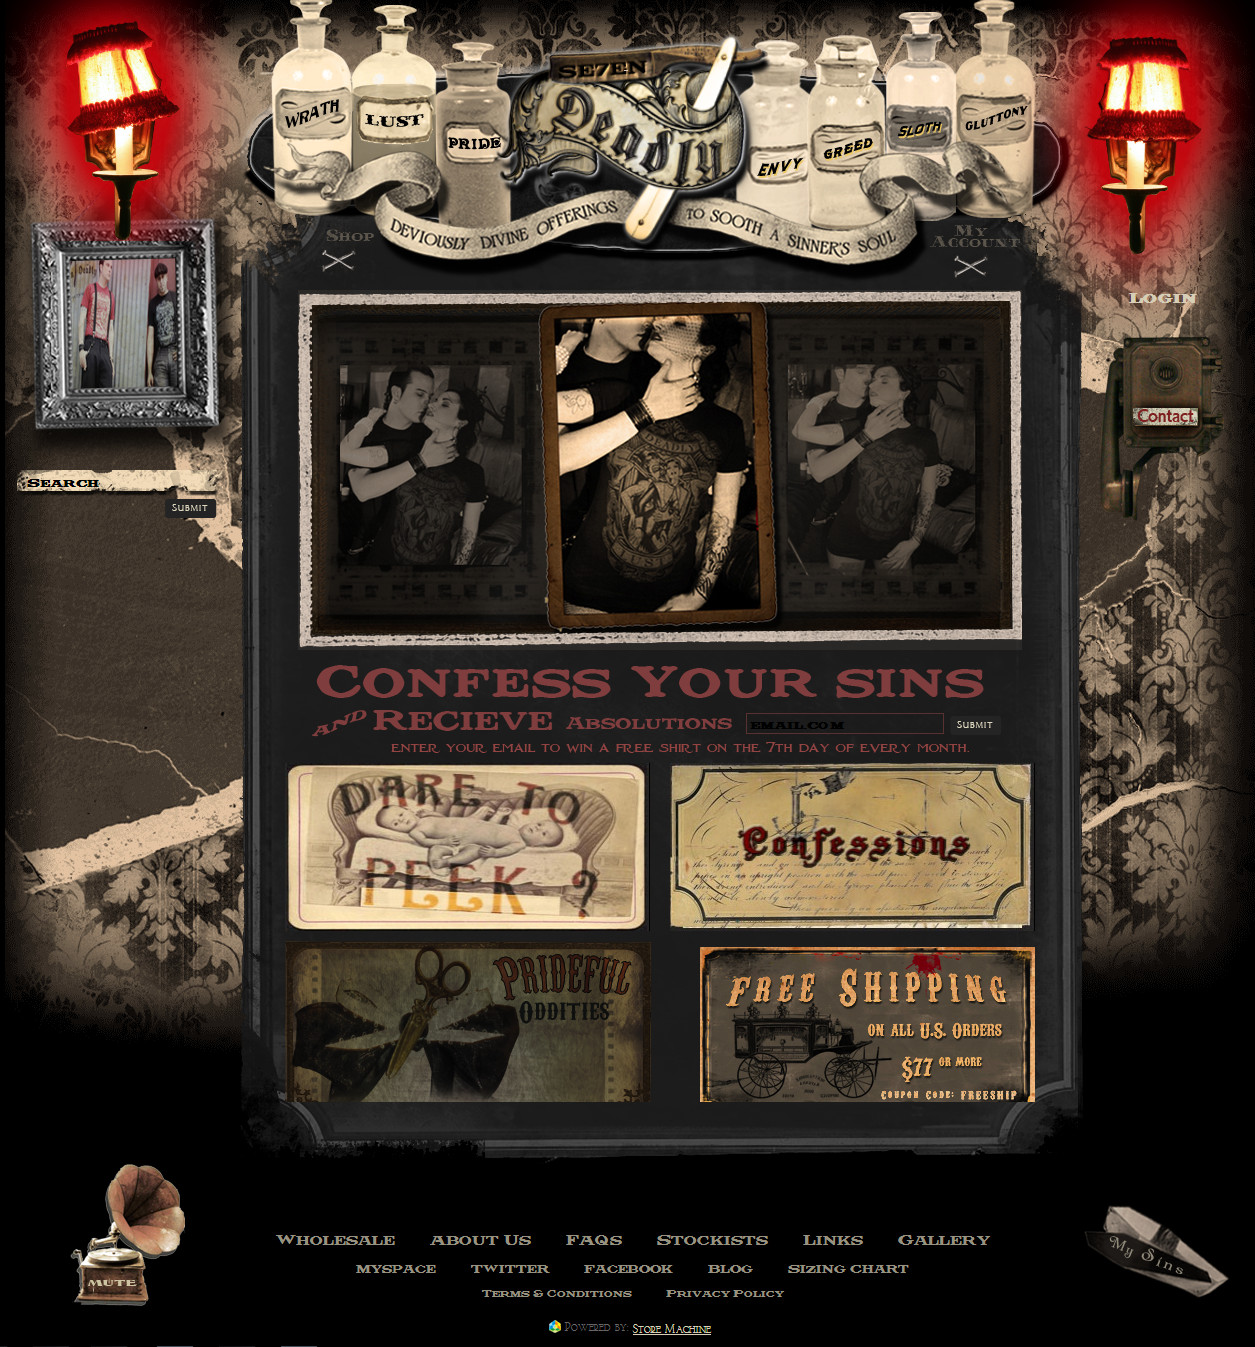 WRATH
LUST
PRIDE
SE7EN
Deadly
ENVY
GREED
SLOTH
GLUTTONY
DEVIOUSLY DIVINE OFFERINGS
TO SOOTH A SINNER'S SOUL
Shop
My Account
Login
Contact
Search
Submit
Confess Your sins
AND RECIEVE Absolutions
EMAIL.COM
Submit
ENTER YOUR EMAIL TO WIN A FREE SHIRT ON THE 7TH DAY OF EVERY MONTH.
DARE TO
PEEK?
Confessions
PRIDEFUL
ODDITIES
FREE SHIPPING
ON ALL U.S. ORDERS
$77 OR MORE
COUPON CODE: FREESHIP
MUTE
My Sins
Wholesale About Us FAQs Stockists Links Gallery
MYSPACE TWITTER FACEBOOK BLOG SIZING CHART
Terms & Conditions Privacy Policy
Powered by: Store Machine